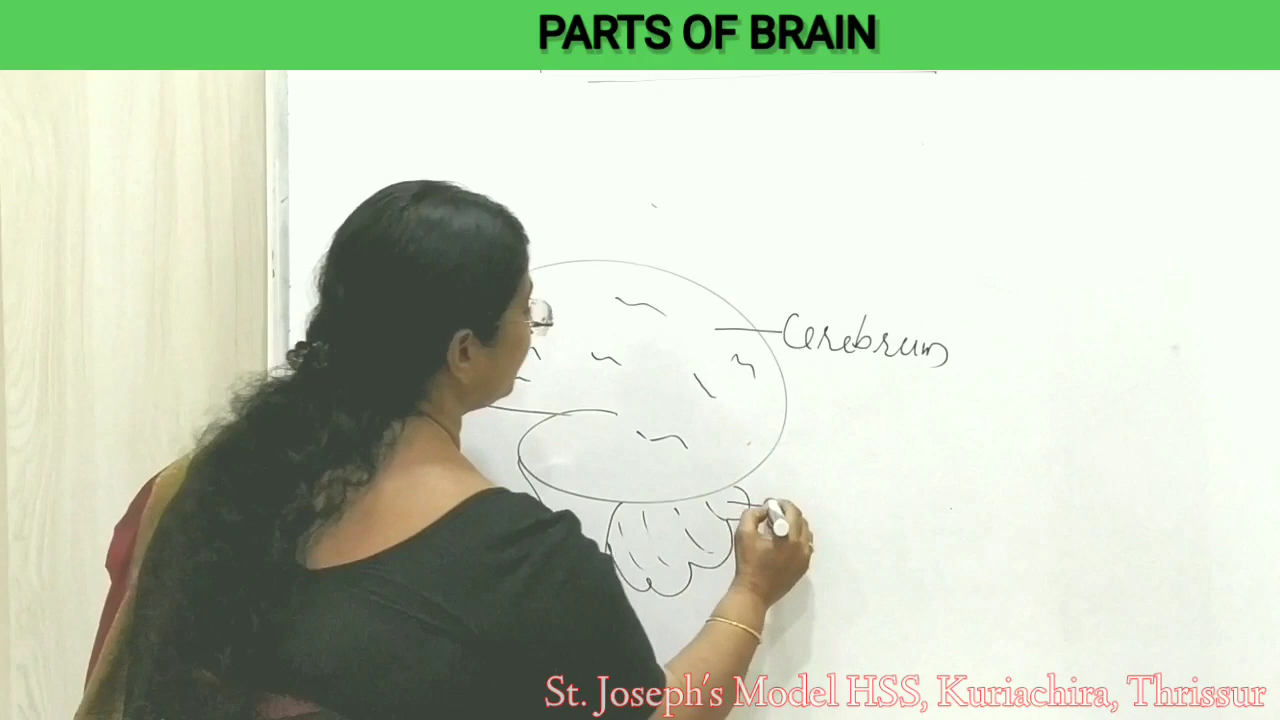 PARTS OF BRAIN
Cerebrum
St. Joseph's Model HSS, Kuriachira, Thrissur